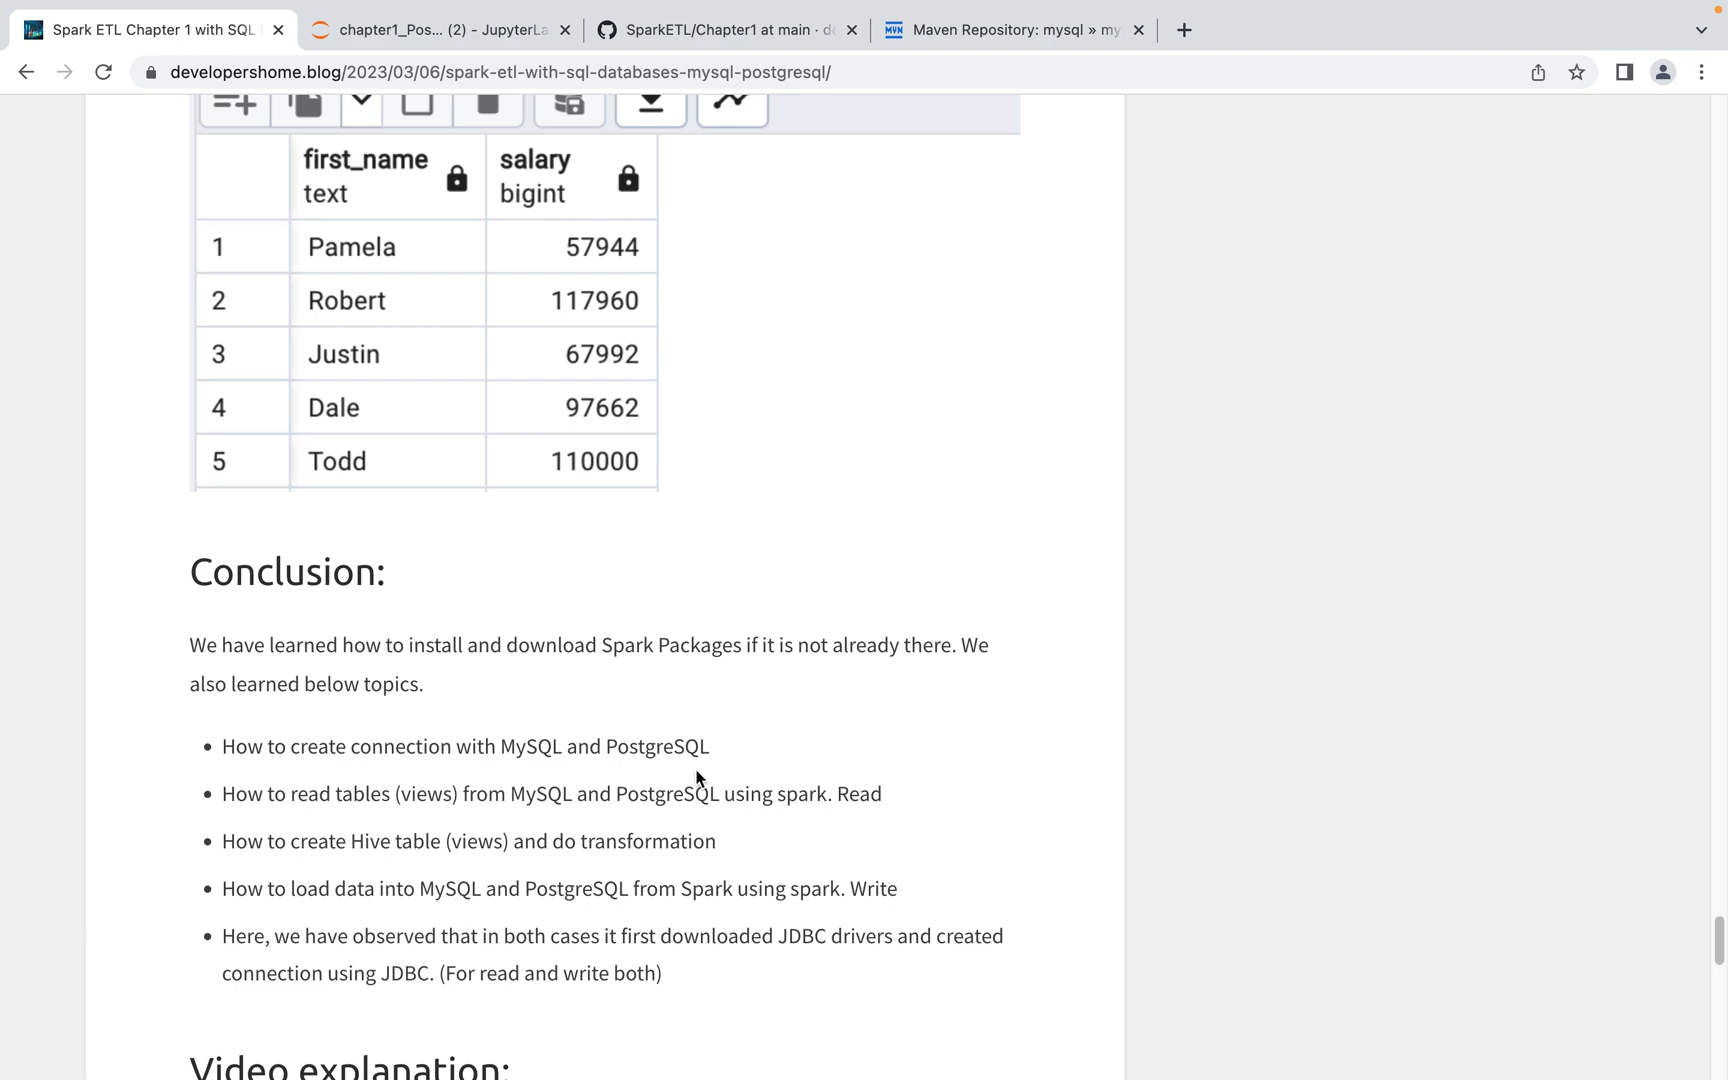 Spark ETL Chapter 1 with SQL
chapter1_Pos... (2) - JupyterLa
SparkETL/Chapter1 at main · de
MVN Maven Repository: mysql » my
developershome.blog/2023/03/06/spark-etl-with-sql-databases-mysql-postgresql/
first_name salary
text bigint
1 Pamela 57944
2 Robert 117960
3 Justin 67992
4 Dale 97662
5 Todd 110000
Conclusion:
We have learned how to install and download Spark Packages if it is not already there. We
also learned below topics.
• How to create connection with MySQL and PostgreSQL
• How to read tables (views) from MySQL and PostgreSQL using spark. Read
• How to create Hive table (views) and do transformation
• How to load data into MySQL and PostgreSQL from Spark using spark. Write
• Here, we have observed that in both cases it first downloaded JDBC drivers and created
connection using JDBC. (For read and write both)
Video explanation: